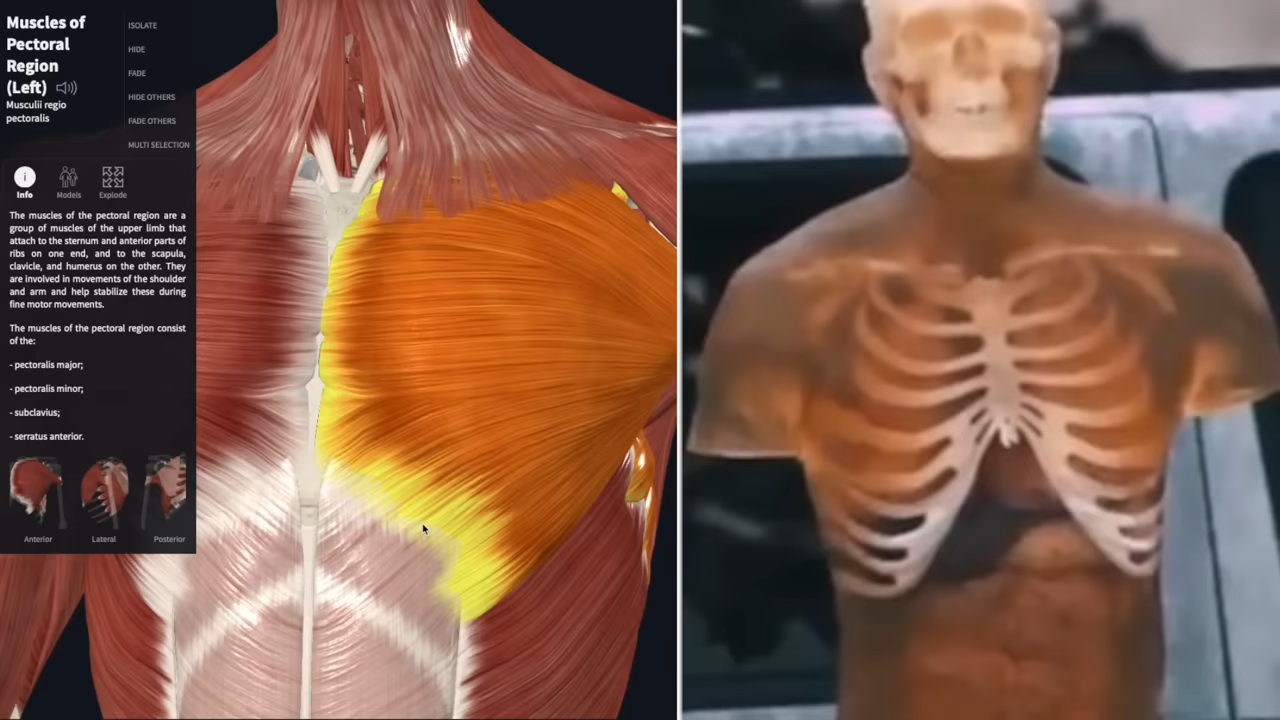 Muscles of
Pectoral
Region
(Left)
Musculii regio
pectoralis
ISOLATE
HIDE
FADE
HIDE OTHERS
FADE OTHERS
MULTI SELECTION
Info
Models
Explode
The muscles of the pectoral region are a
group of muscles of the upper limb that
attach to the sternum and anterior parts of
ribs on one end, and to the scapula,
clavicle, and humerus on the other. They
are involved in movements of the shoulder
and arm and help stabilize these during
fine motor movements.
The muscles of the pectoral region consist
of the:
- pectoralis major;
- pectoralis minor;
- subclavius;
- serratus anterior.
Anterior
Lateral
Posterior